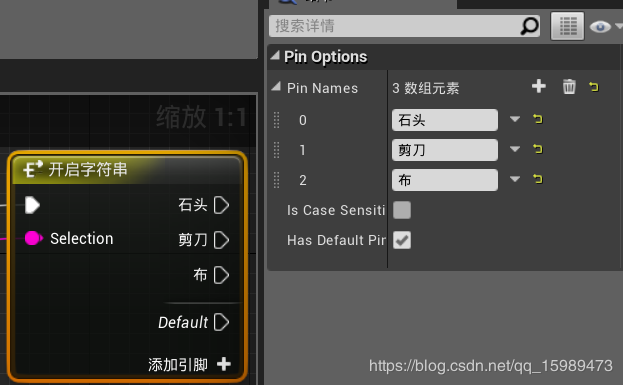 搜索详情
Pin Options
Pin Names 3 数组元素
0 石头
1 剪刀
2 布
Is Case Sensiti
Has Default Pin
缩放 1:1
开启字符串
石头
Selection 剪刀
布
Default
添加引脚
https://blog.csdn.net/qq_15989473